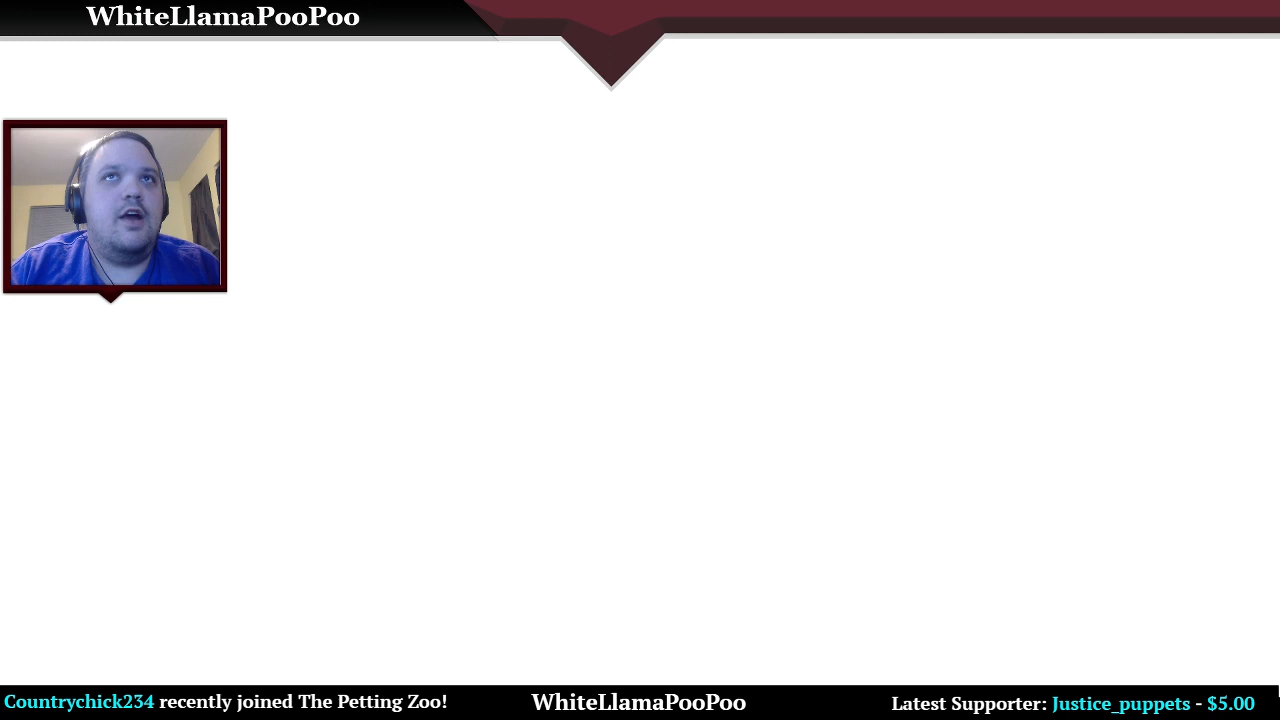 WhiteLlamaPooPoo
Countrychick234 recently joined The Petting Zoo!
WhiteLlamaPooPoo
Latest Supporter: Justice_puppets - $5.00